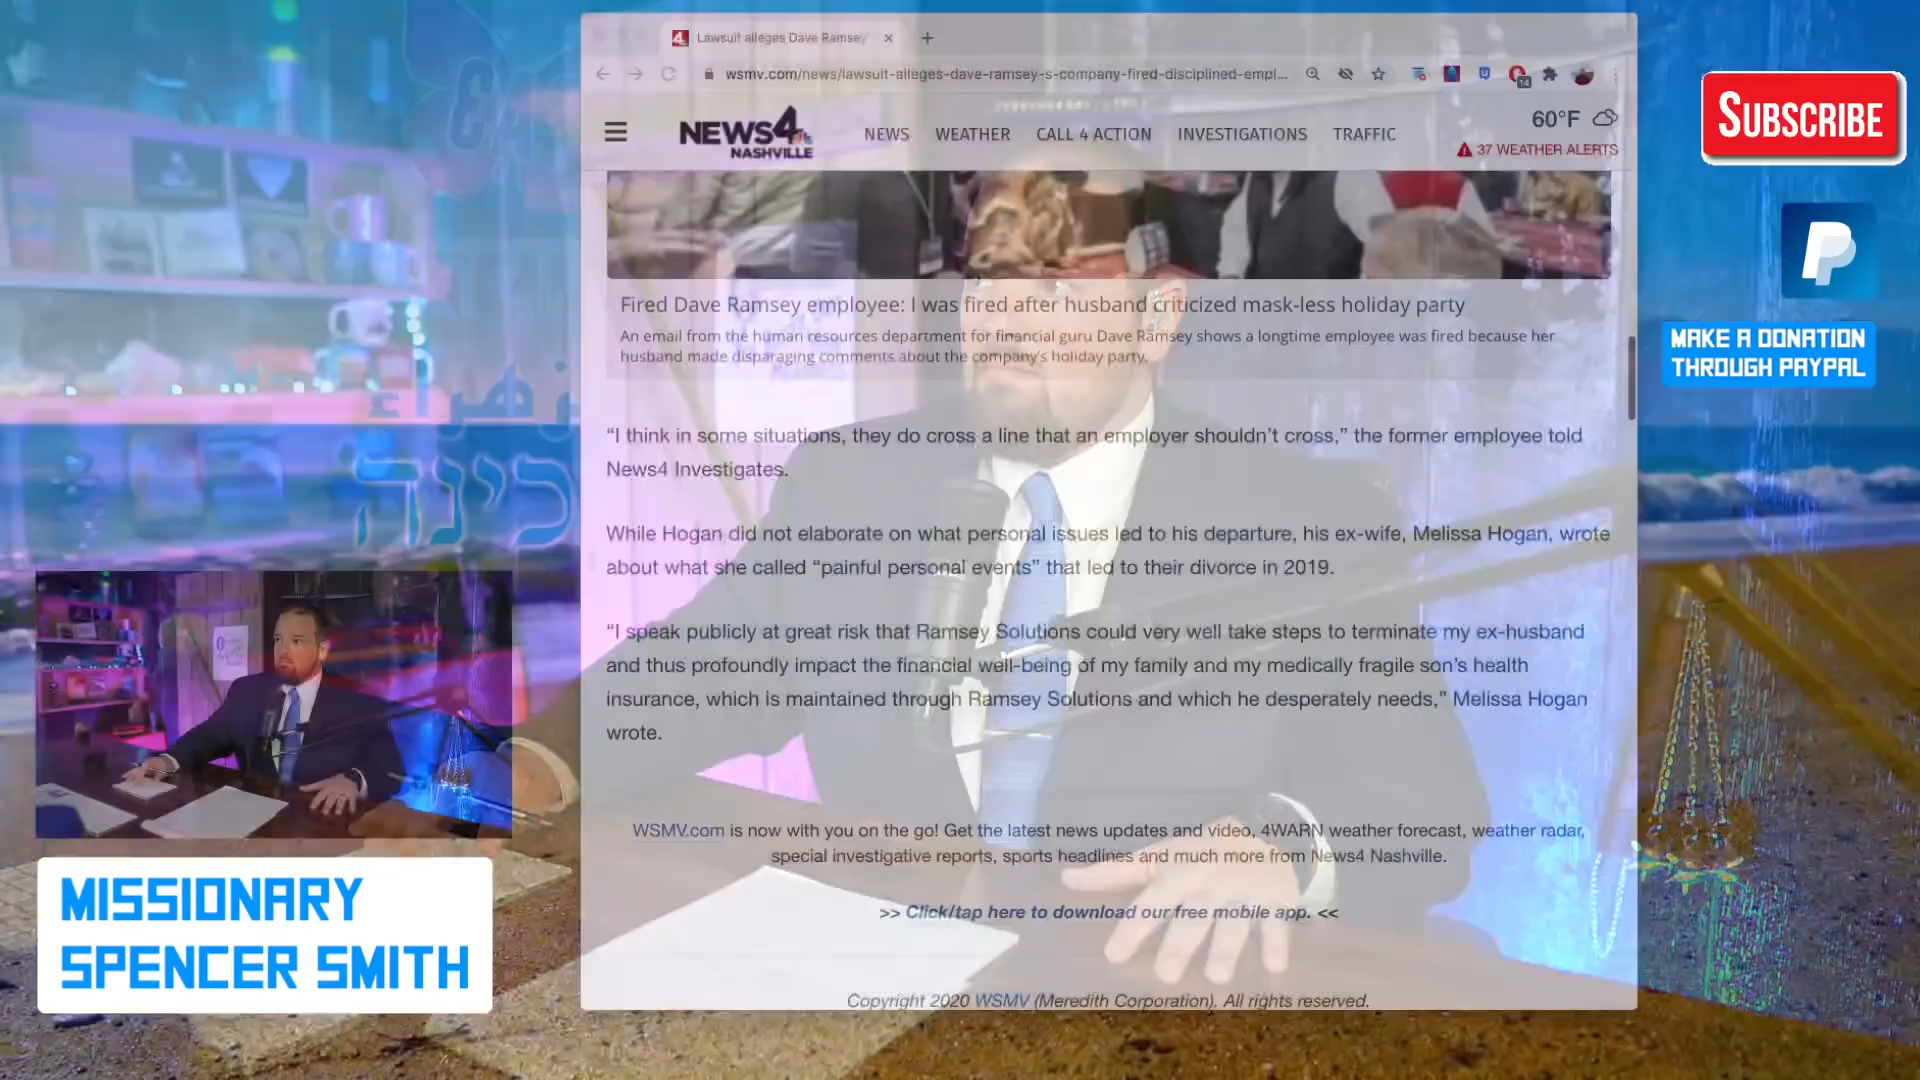 Lawsuit alleges Dave Ramsey
wsmv.com/news/lawsuit-alleges-dave-ramsey-s-company-fired-disciplined-empl...
14
NEWS4
NASHVILLE
NEWS
WEATHER
CALL 4 ACTION
INVESTIGATIONS
TRAFFIC
60°F
37 WEATHER ALERTS
Fired Dave Ramsey employee: I was fired after husband criticized mask-less holiday party
An email from the human resources department for financial guru Dave Ramsey shows a longtime employee was fired because her
husband made disparaging comments about the company's holiday party.
“I think in some situations, they do cross a line that an employer shouldn’t cross,” the former employee told
News4 Investigates.
While Hogan did not elaborate on what personal issues led to his departure, his ex-wife, Melissa Hogan, wrote
about what she called “painful personal events” that led to their divorce in 2019.
“I speak publicly at great risk that Ramsey Solutions could very well take steps to terminate my ex-husband
and thus profoundly impact the financial well-being of my family and my medically fragile son’s health
insurance, which is maintained through Ramsey Solutions and which he desperately needs,” Melissa Hogan
wrote.
WSMV.com is now with you on the go! Get the latest news updates and video, 4WARN weather forecast, weather radar,
special investigative reports, sports headlines and much more from News4 Nashville.
>> Click/tap here to download our free mobile app. <<
Copyright 2020 WSMV (Meredith Corporation). All rights reserved.
SUBSCRIBE
MAKE A DONATION
THROUGH PAYPAL
زهراء
כינה
MISSIONARY
SPENCER SMITH